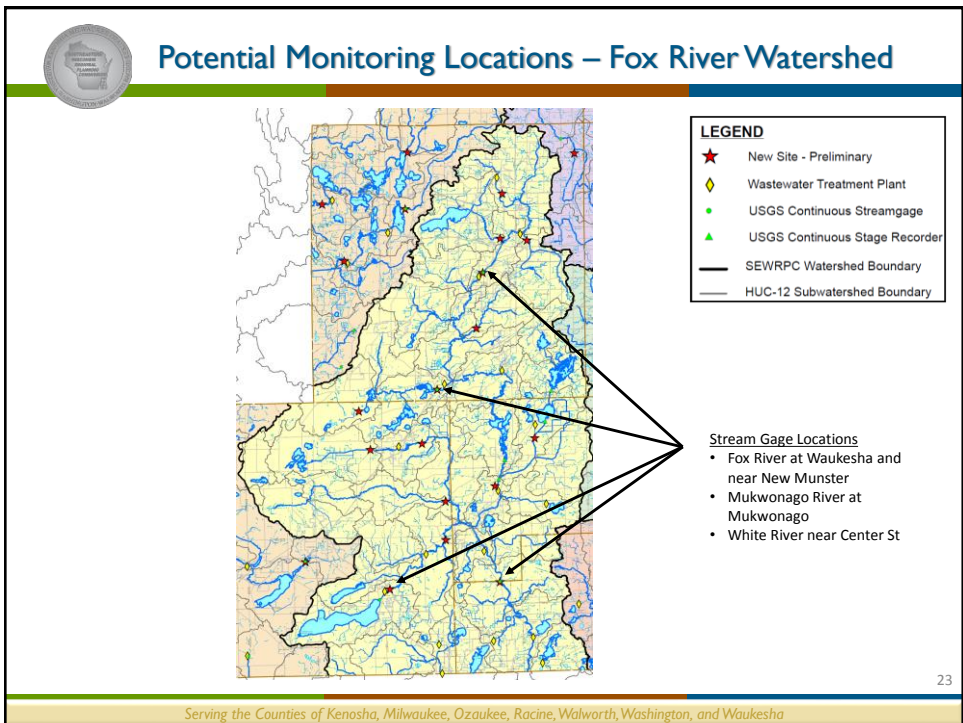 Potential Monitoring Locations – Fox River Watershed
LEGEND
New Site - Preliminary
Wastewater Treatment Plant
USGS Continuous Streamgage
USGS Continuous Stage Recorder
SEWRPC Watershed Boundary
HUC-12 Subwatershed Boundary
Stream Gage Locations
• Fox River at Waukesha and
near New Munster
• Mukwonago River at
Mukwonago
• White River near Center St
23
Serving the Counties of Kenosha, Milwaukee, Ozaukee, Racine, Walworth, Washington, and Waukesha